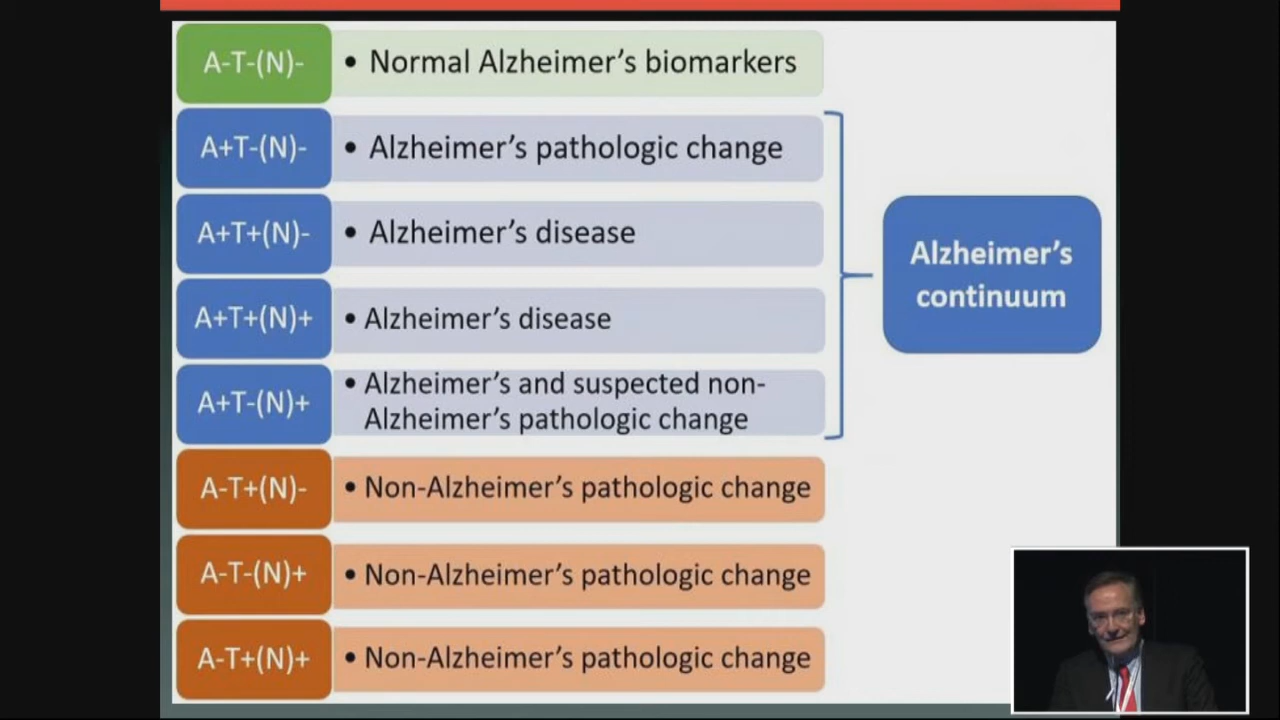 A-T-(N)-
• Normal Alzheimer’s biomarkers
A+T-(N)-
• Alzheimer’s pathologic change
A+T+(N)-
• Alzheimer’s disease
A+T+(N)+
• Alzheimer’s disease
A+T-(N)+
• Alzheimer’s and suspected non-
Alzheimer’s pathologic change
A-T+(N)-
• Non-Alzheimer’s pathologic change
A-T-(N)+
• Non-Alzheimer’s pathologic change
A-T+(N)+
• Non-Alzheimer’s pathologic change
Alzheimer’s
continuum